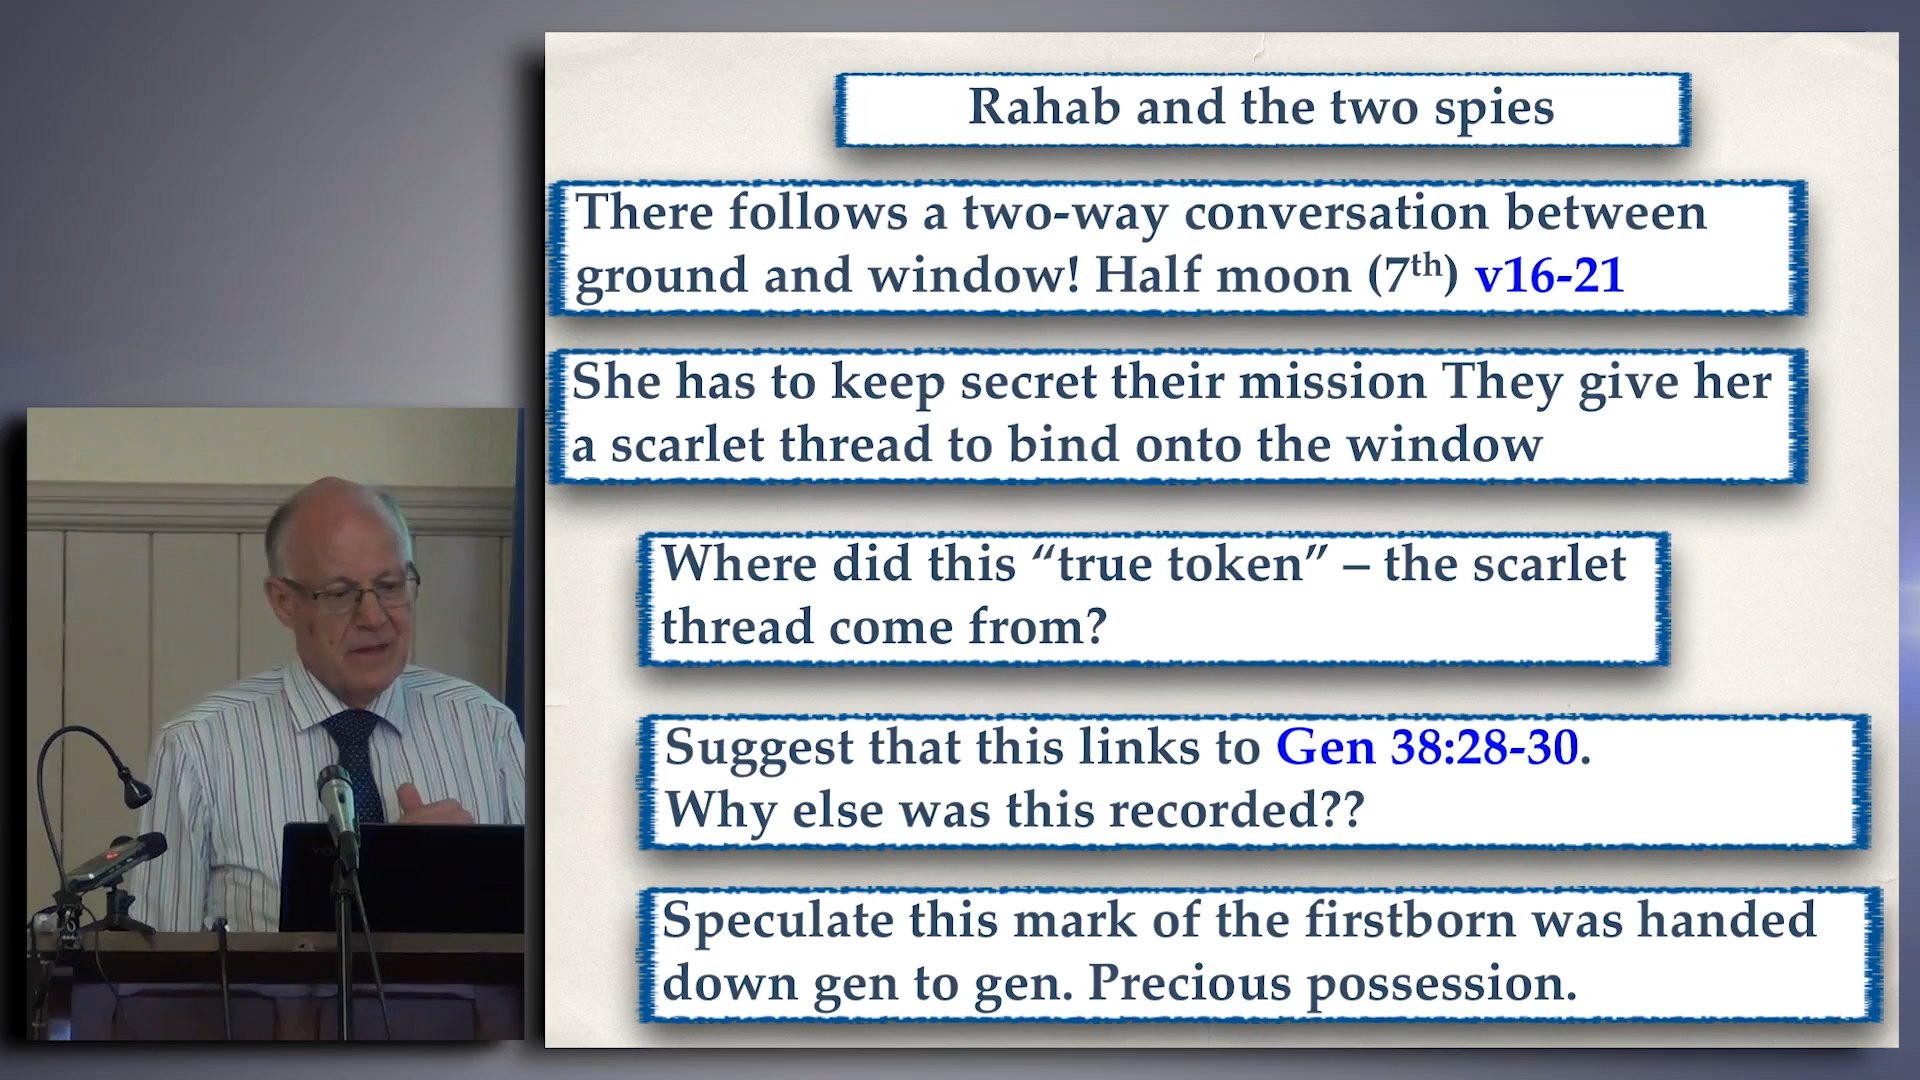 Rahab and the two spies
There follows a two-way conversation between
ground and window! Half moon (7th) v16-21
She has to keep secret their mission They give her
a scarlet thread to bind onto the window
Where did this “true token” – the scarlet
thread come from?
Suggest that this links to Gen 38:28-30.
Why else was this recorded??
Speculate this mark of the firstborn was handed
down gen to gen. Precious possession.